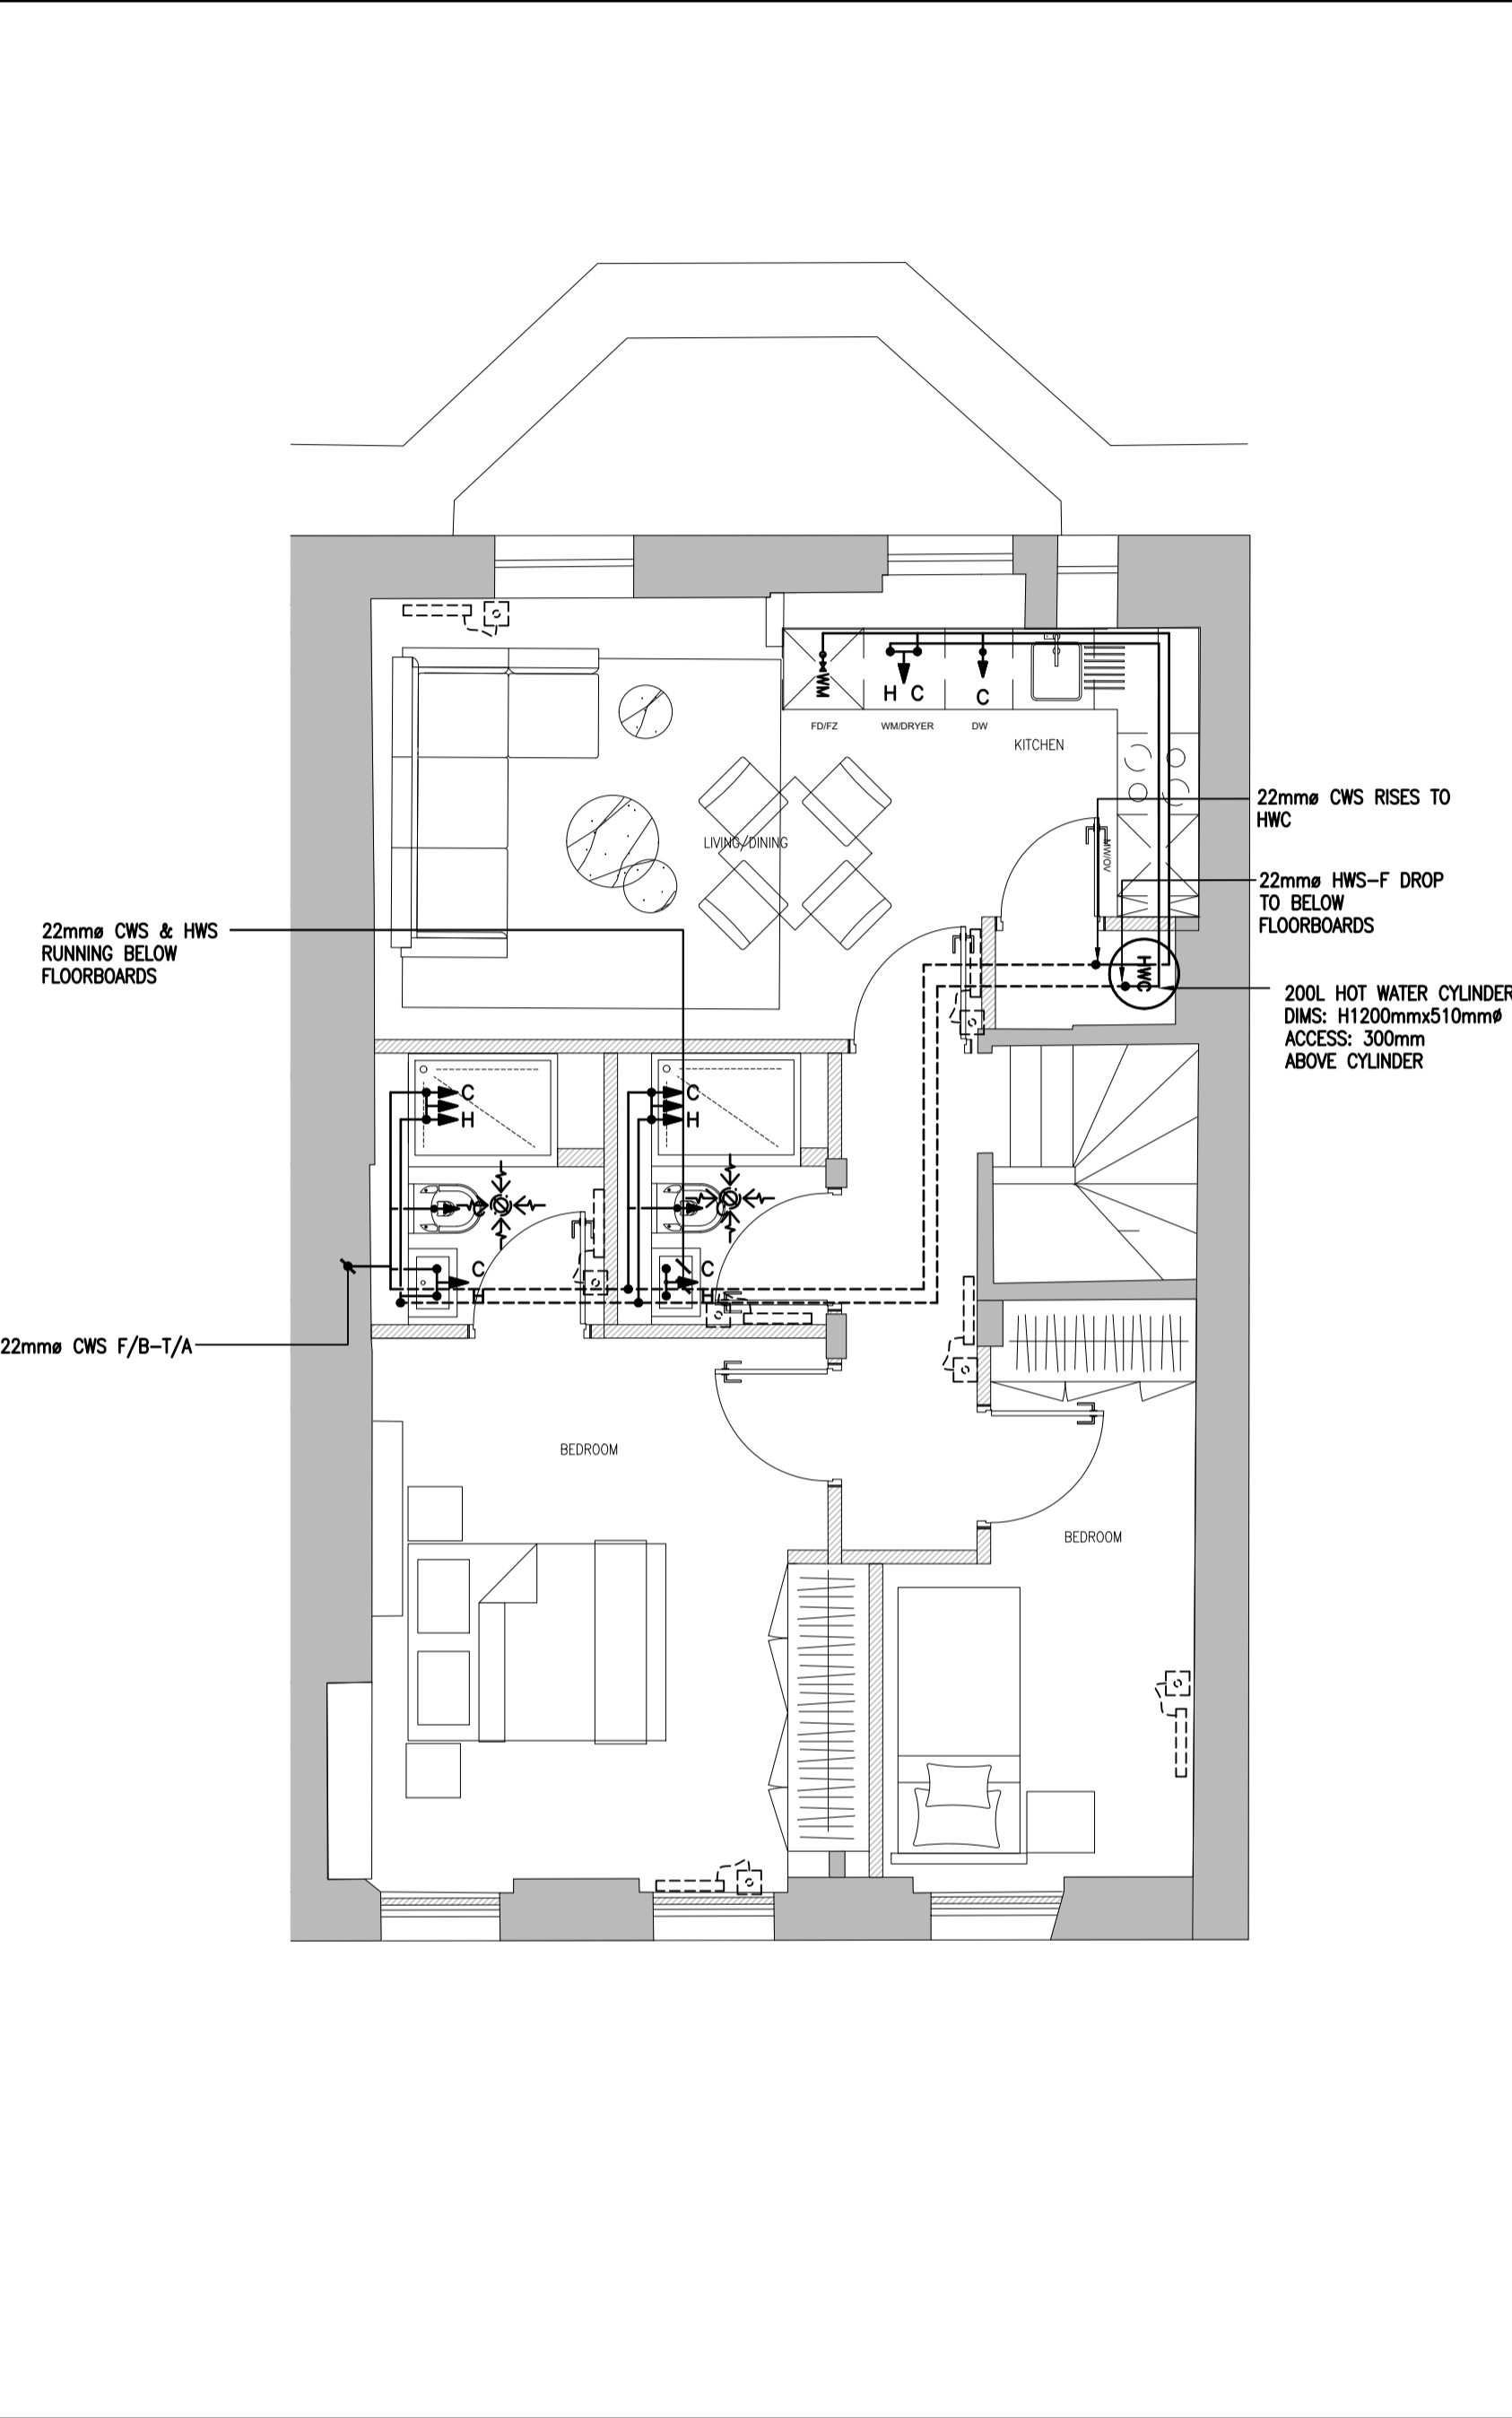 WM
H C
C
FD/FZ
WM/DRYER
DW
KITCHEN
22mmø CWS RISES TO
HWC
LIVING/DINING
MW/OV
22mmø HWS-F DROP
TO BELOW
FLOORBOARDS
22mmø CWS & HWS
RUNNING BELOW
FLOORBOARDS
HWC
200L HOT WATER CYLINDER
DIMS: H1200mmx510mmø
ACCESS: 300mm
ABOVE CYLINDER
C
H
C
H
C
C
C
H
C
H
22mmø CWS F/B-T/A
BEDROOM
BEDROOM